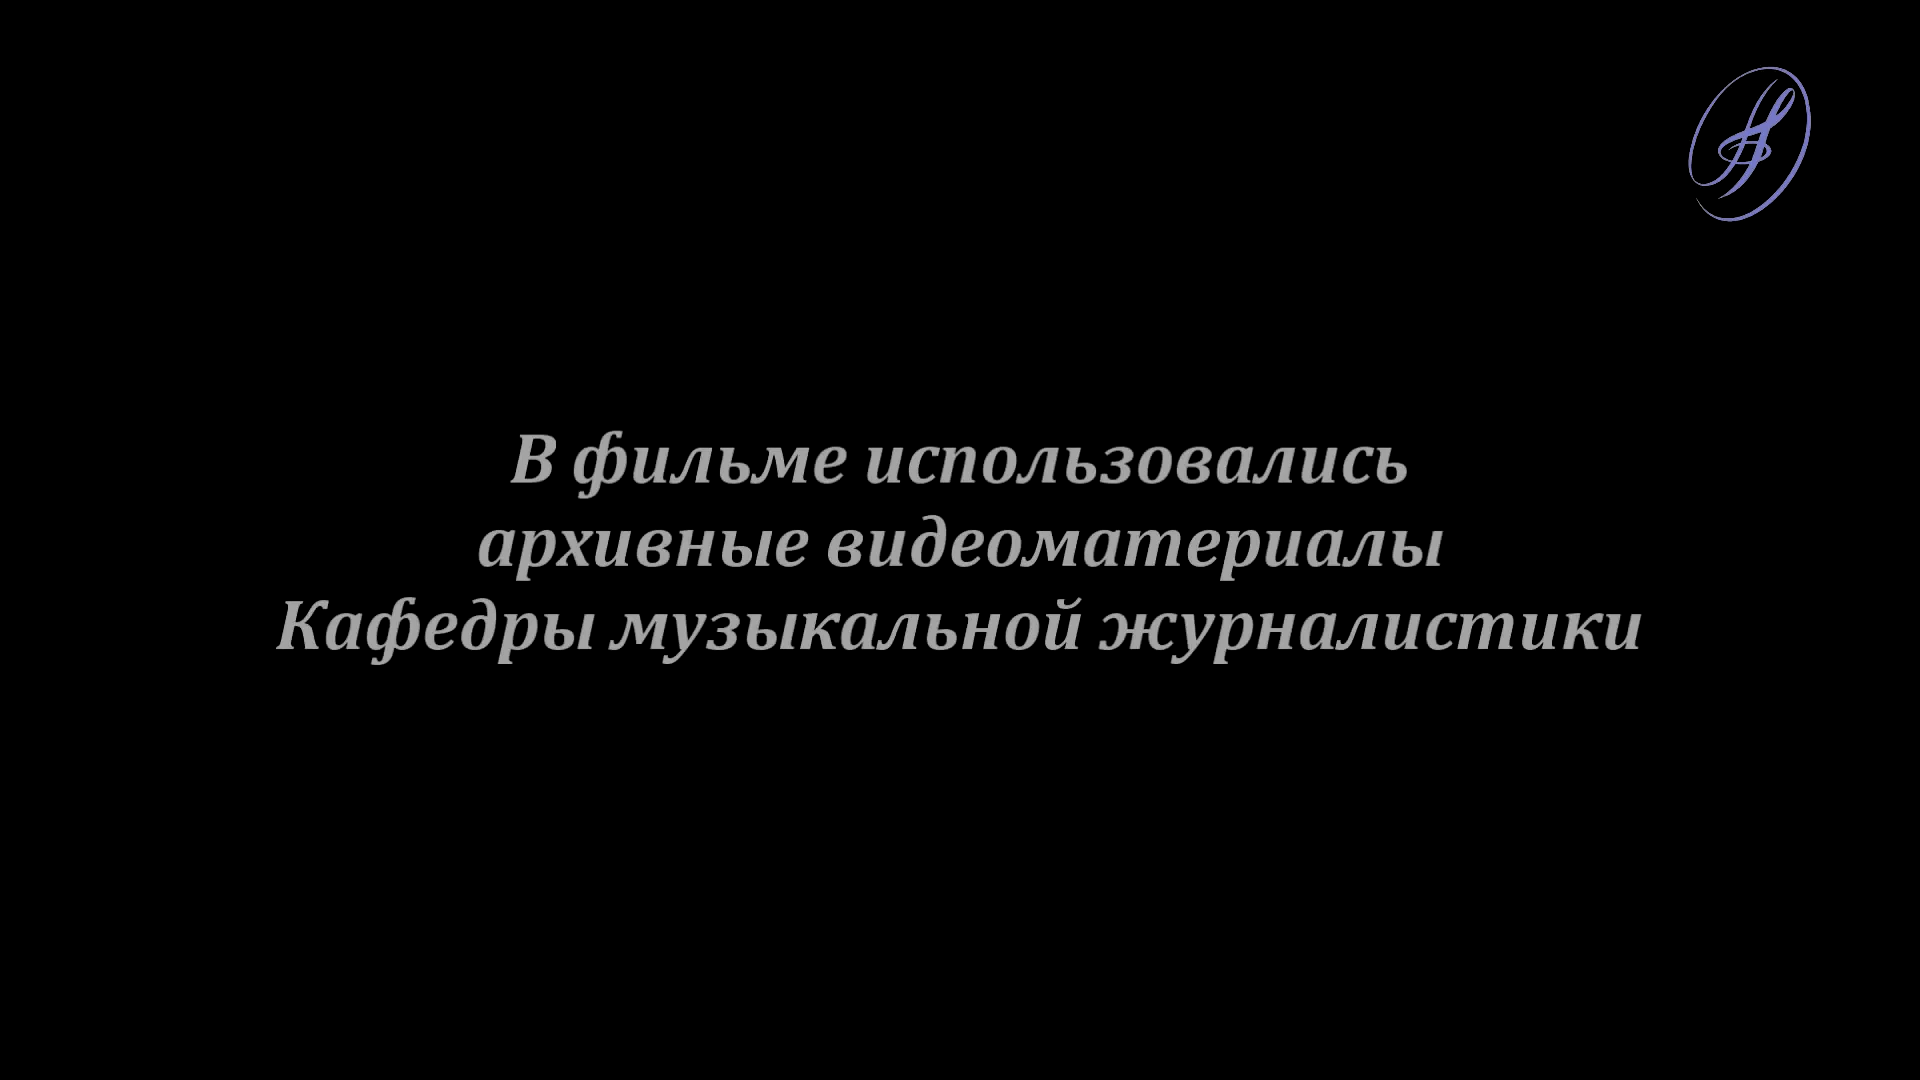 В фильме использовались
архивные видеоматериалы
Кафедры музыкальной журналистики